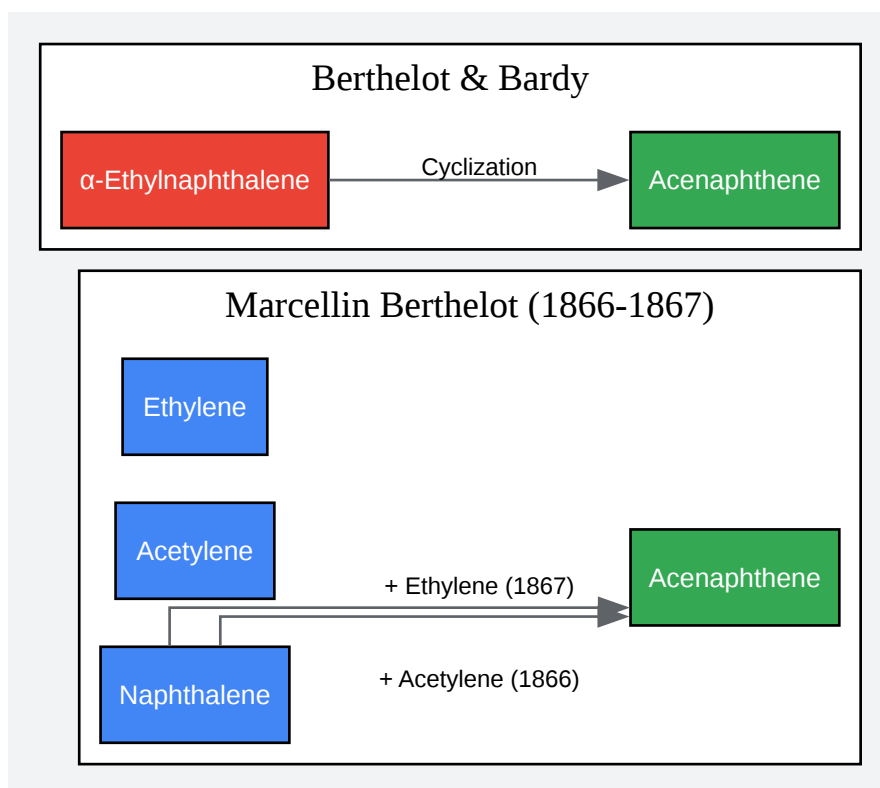 Berthelot & Bardy
α-Ethylnaphthalene
Cyclization
Acenaphthene
Marcellin Berthelot (1866-1867)
Ethylene
Acetylene
+ Ethylene (1867)
Acenaphthene
Naphthalene
+ Acetylene (1866)